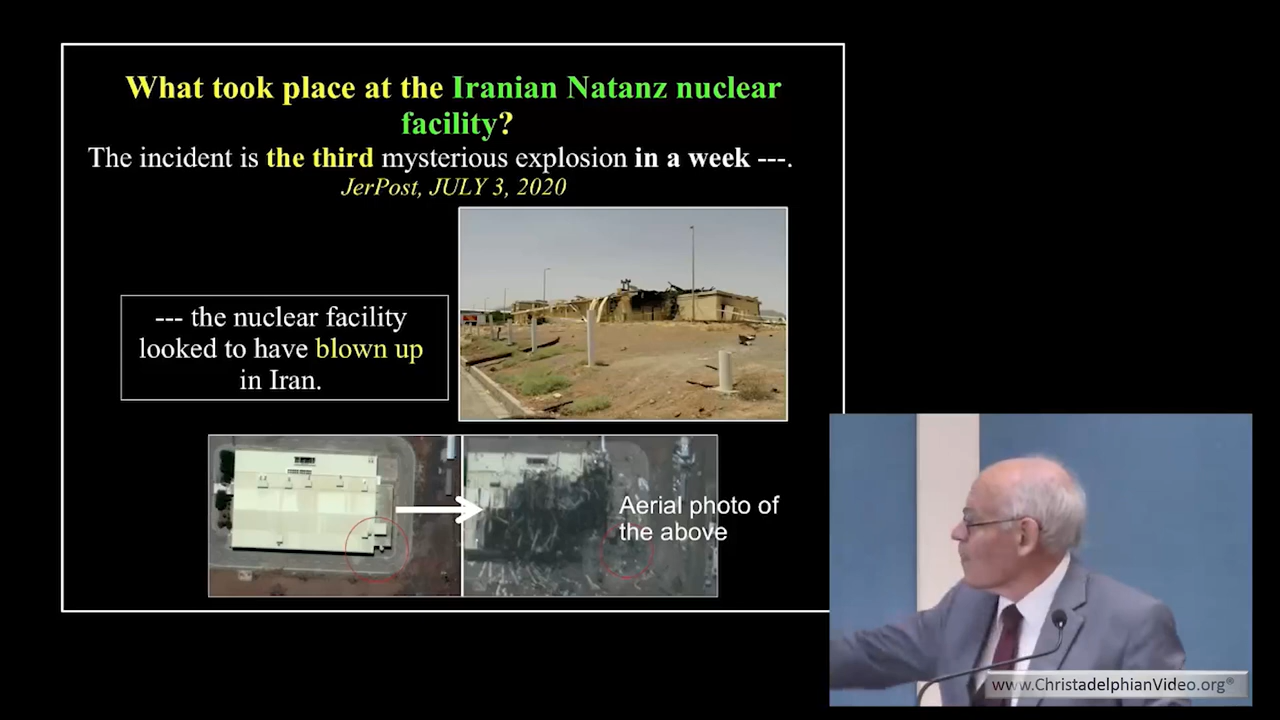 What took place at the Iranian Natanz nuclear
facility?
The incident is the third mysterious explosion in a week ---.
JerPost, JULY 3, 2020
--- the nuclear facility
looked to have blown up
in Iran.
Aerial photo of
the above
www.ChristadelphianVideo.org®